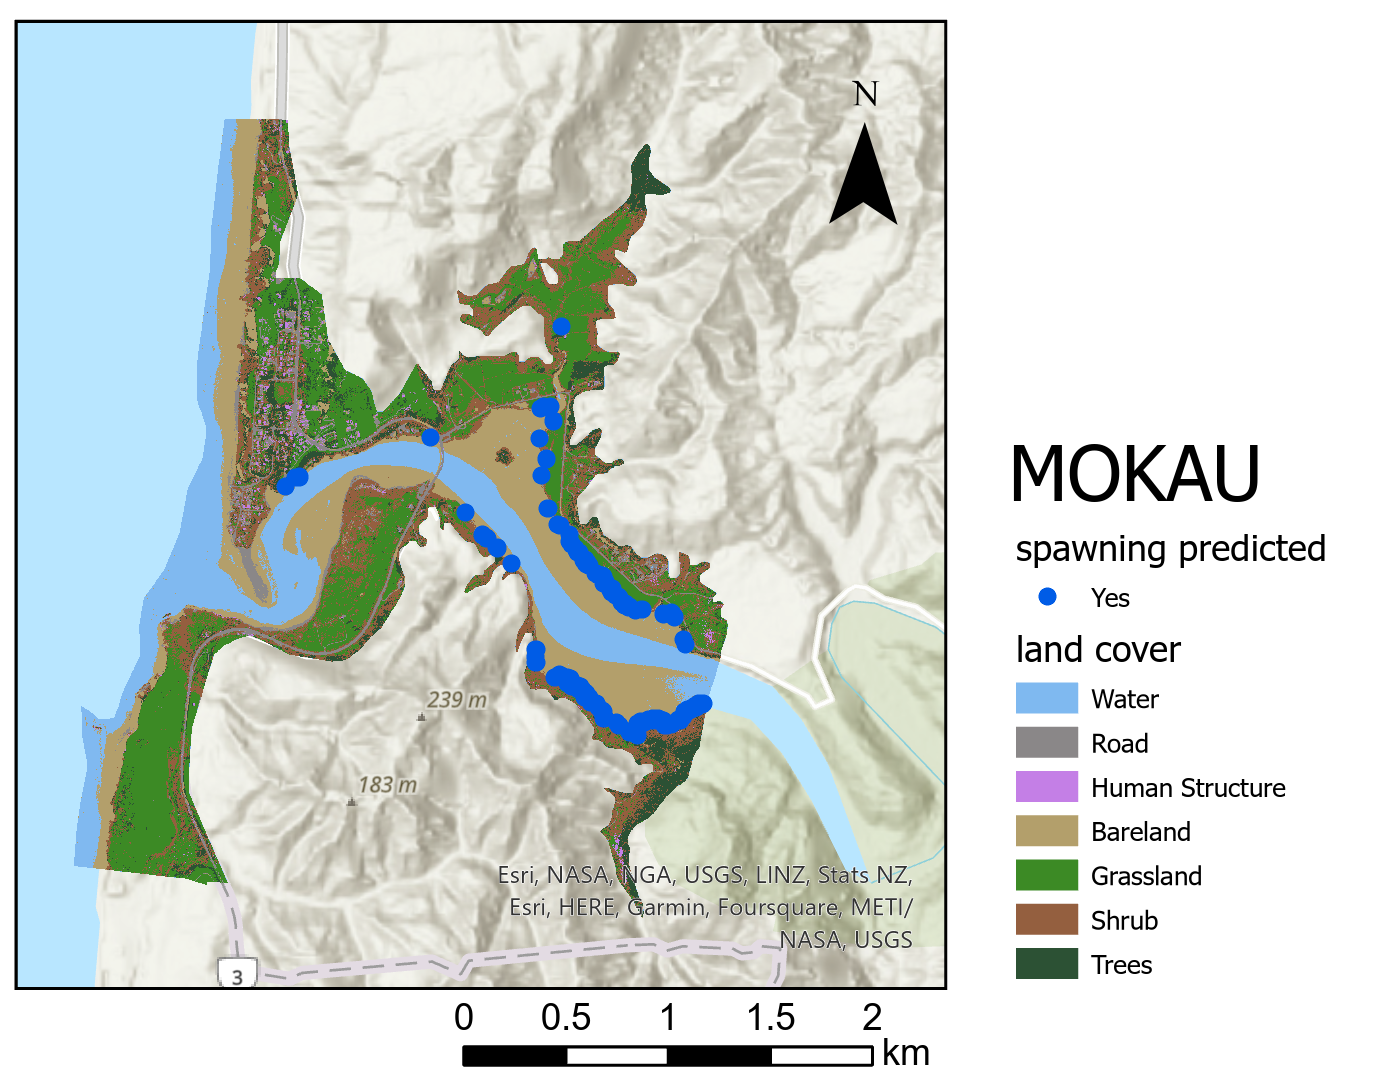 N
239 m
183 m
Esri, NASA, NGA, USGS, LINZ, Stats NZ,
Esri, HERE, Garmin, Foursquare, METI/
NASA, USGS
3
0 0.5 1 1.5 2
km
MOKAU
spawning predicted
Yes
land cover
Water
Road
Human Structure
Bareland
Grassland
Shrub
Trees